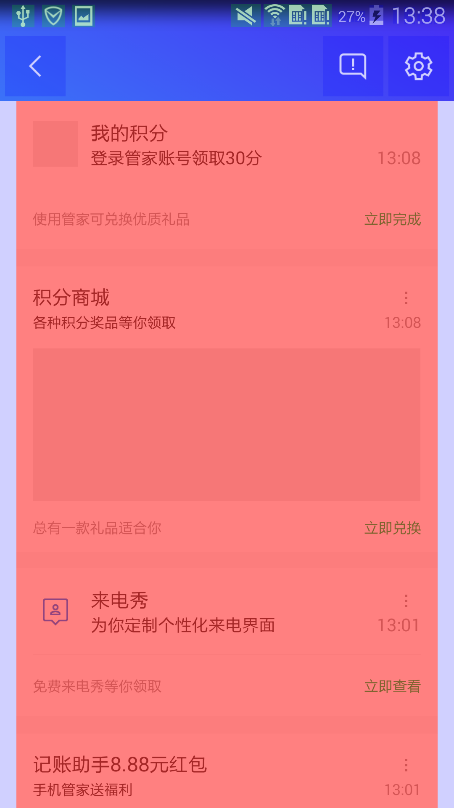 27% 13:38
我的积分
登录管家账号领取30分 13:08
使用管家可兑换优质礼品 立即完成
积分商城
各种积分奖品等你领取 13:08
总有一款礼品适合你 立即兑换
来电秀
为你定制个性化来电界面 13:01
免费来电秀等你领取 立即查看
记账助手8.88元红包
手机管家送福利 13:01